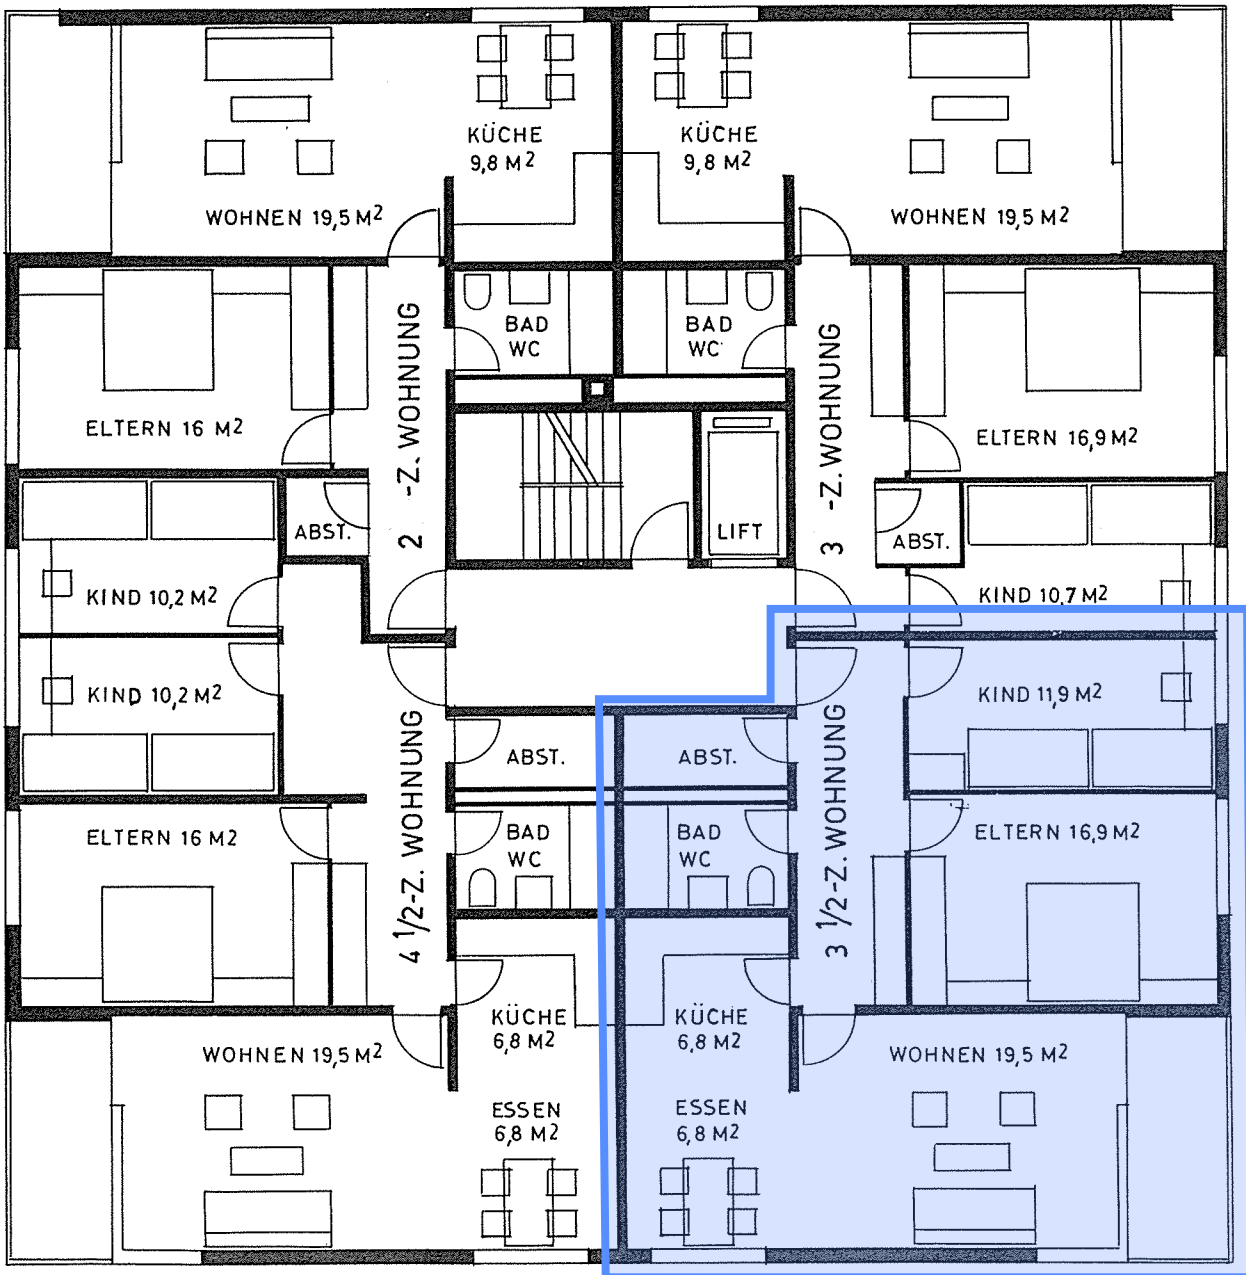 KÜCHE
9,8 M2
KÜCHE
9,8 M2
WOHNEN 19,5 M2
WOHNEN 19,5 M2
BAD
WC
BAD
WC
2 -Z. WOHNUNG
3 -Z. WOHNUNG
ELTERN 16 M2
ELTERN 16,9 M2
ABST.
LIFT
ABST.
KIND 10,2 M2
KIND 10,7 M2
KIND 10,2 M2
KIND 11,9 M2
4 1/2-Z. WOHNUNG
3 1/2-Z. WOHNUNG
ABST.
ABST.
ELTERN 16 M2
BAD
WC
BAD
WC
ELTERN 16,9 M2
KÜCHE
6,8 M2
KÜCHE
6,8 M2
WOHNEN 19,5 M2
WOHNEN 19,5 M2
ESSEN
6,8 M2
ESSEN
6,8 M2